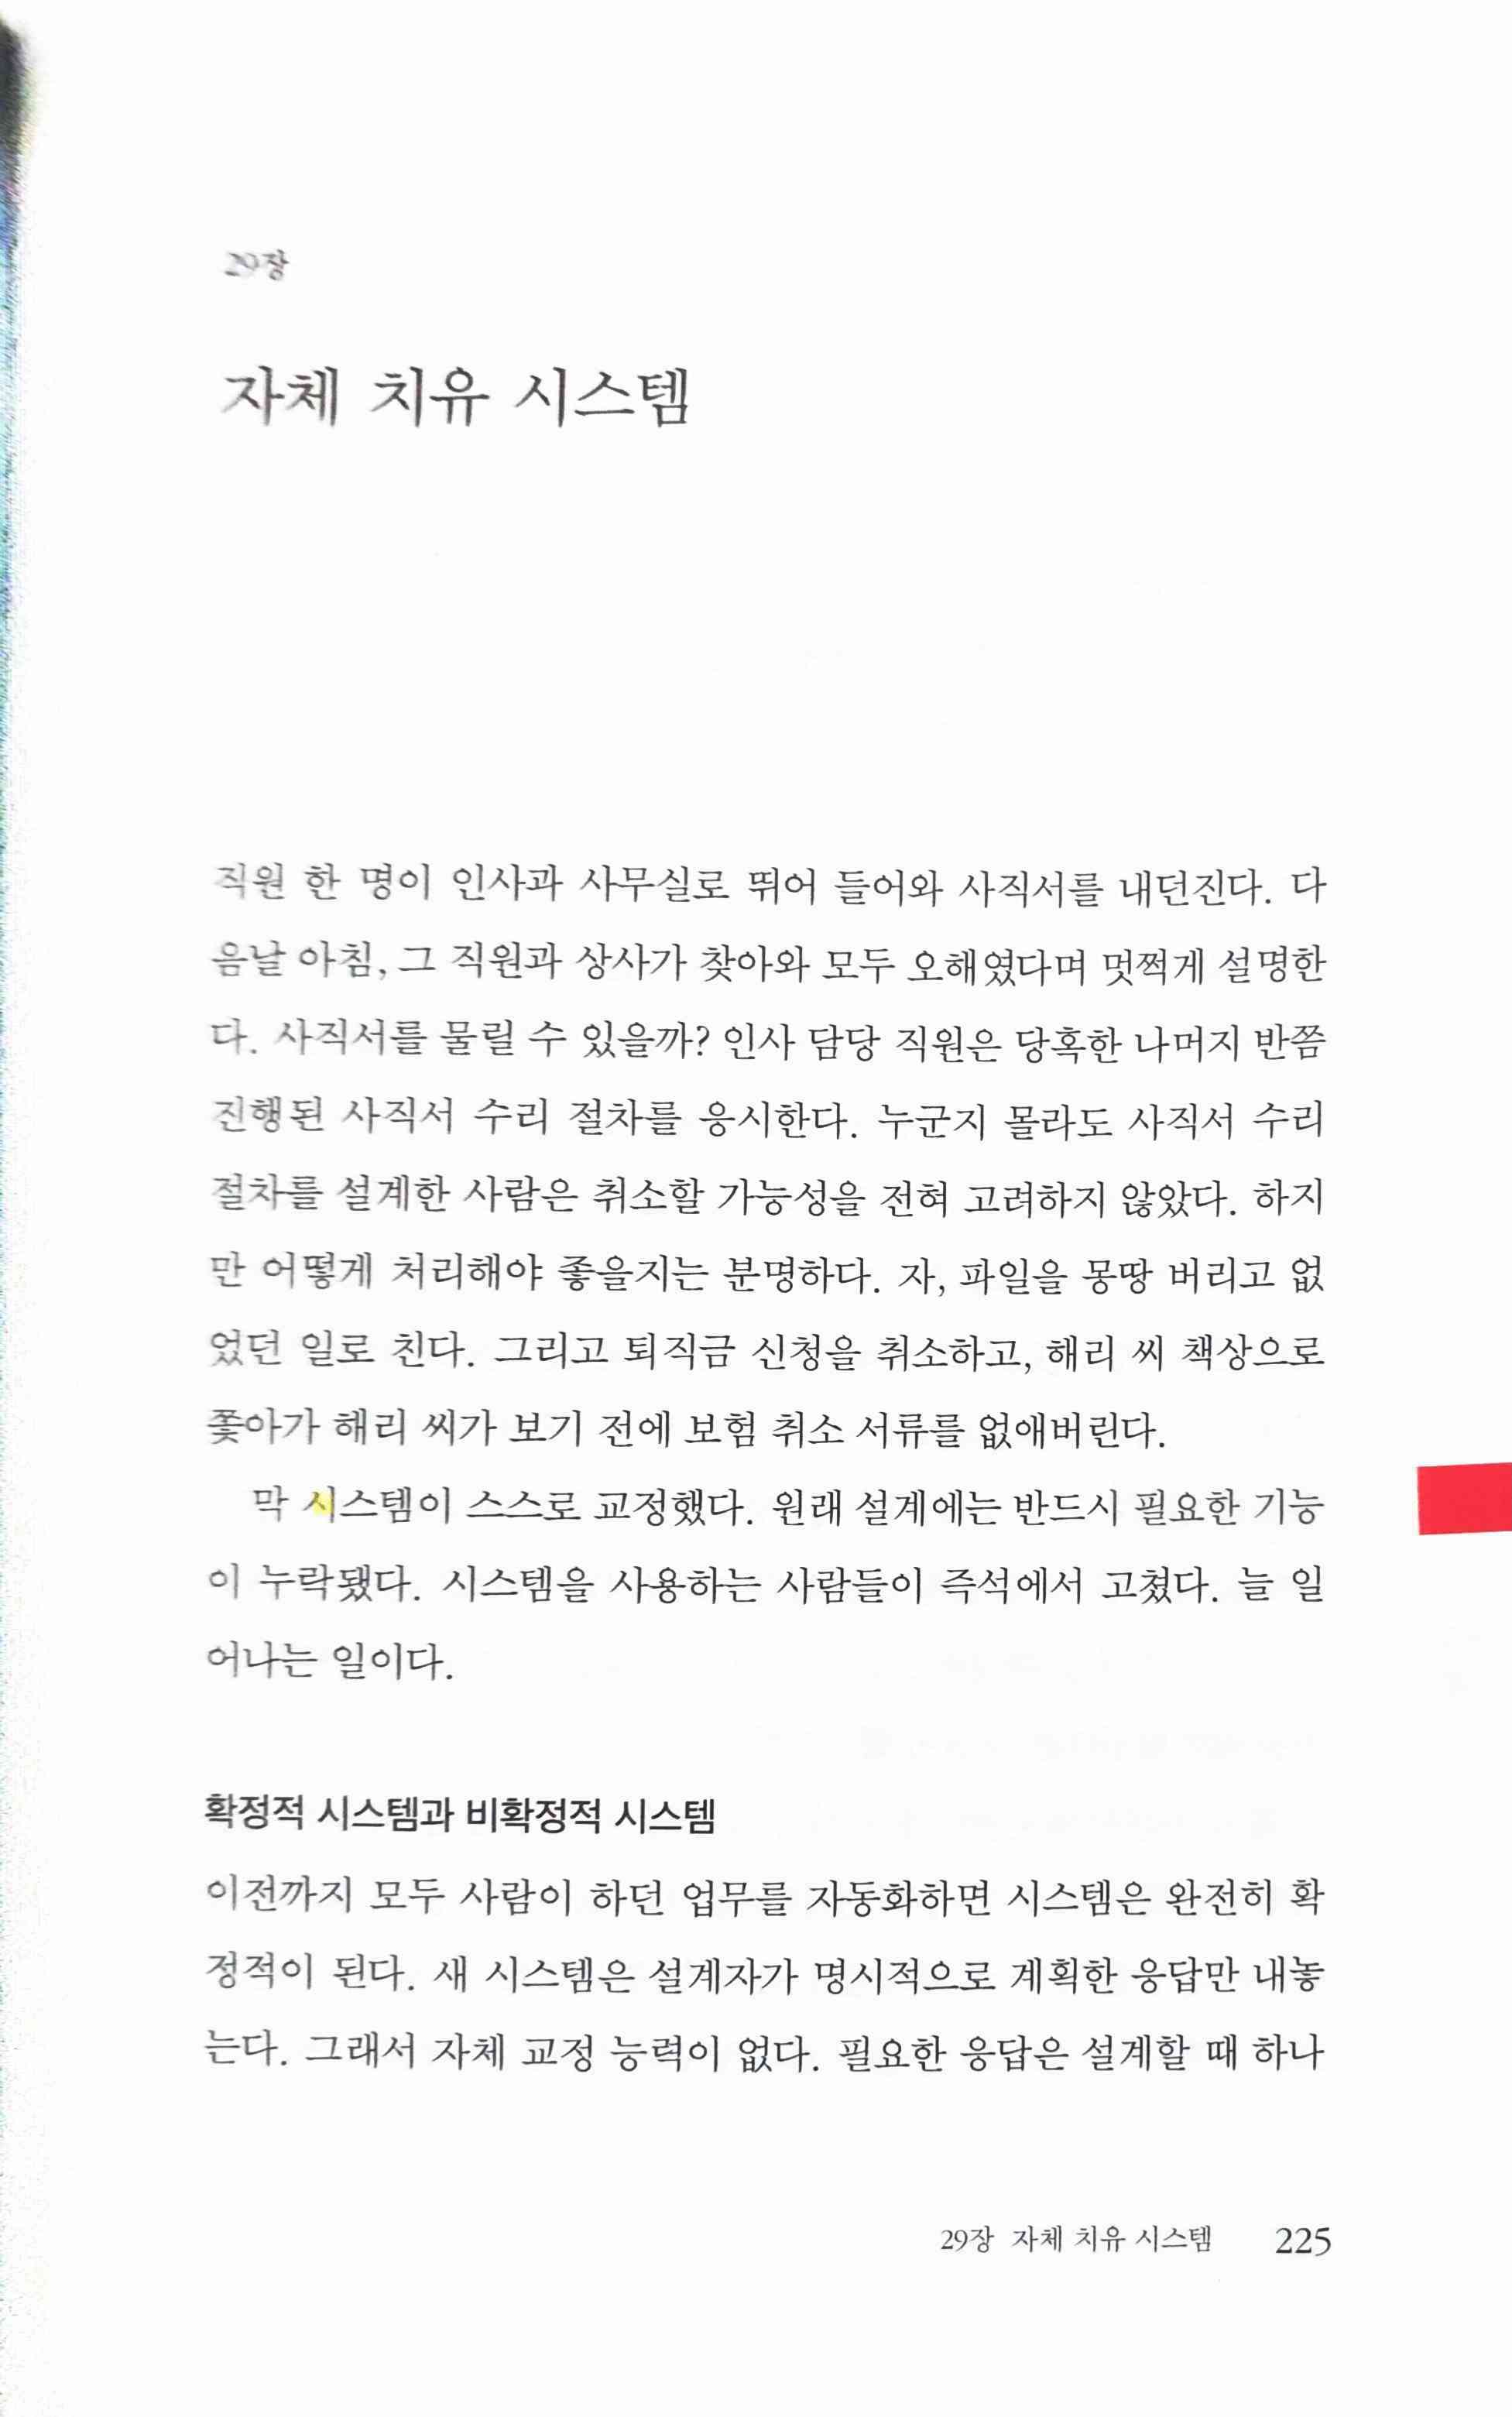 29장
자체 치유 시스템
직원 한 명이 인사과 사무실로 뛰어 들어와 사직서를 내던진다. 다
음날 아침, 그 직원과 상사가 찾아와 모두 오해였다며 멋쩍게 설명한
다. 사직서를 물릴 수 있을까? 인사 담당 직원은 당혹한 나머지 반쯤
진행된 사직서 수리 절차를 응시한다. 누군지 몰라도 사직서 수리
절차를 설계한 사람은 취소할 가능성을 전혀 고려하지 않았다. 하지
만 어떻게 처리해야 좋을지는 분명하다. 자, 파일을 몽땅 버리고 없
었던 일로 친다. 그리고 퇴직금 신청을 취소하고, 해리 씨 책상으로
쫓아가 해리 씨가 보기 전에 보험 취소 서류를 없애버린다.
막 시스템이 스스로 교정했다. 원래 설계에는 반드시 필요한 기능
이 누락됐다. 시스템을 사용하는 사람들이 즉석에서 고쳤다. 늘 일
어나는 일이다.
확정적 시스템과 비확정적 시스템
이전까지 모두 사람이 하던 업무를 자동화하면 시스템은 완전히 확
정적이 된다. 새 시스템은 설계자가 명시적으로 계획한 응답만 내놓
는다. 그래서 자체 교정 능력이 없다. 필요한 응답은 설계할 때 하나
29장 자체 치유 시스템 225